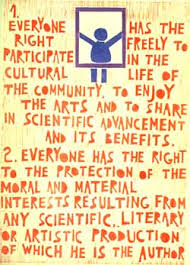 1.
EVERYONE HAS THE
RIGHT FREELY TO
PARTICIPATE IN THE
CULTURAL LIFE OF
THE COMMUNITY, TO ENJOY
THE ARTS AND TO SHARE
IN SCIENTIFIC ADVANCEMENT
AND ITS BENEFITS.
2. EVERYONE HAS THE RIGHT
TO THE PROTECTION OF THE
MORAL AND MATERIAL
INTERESTS RESULTING FROM
ANY SCIENTIFIC, LITERARY
OR ARTISTIC PRODUCTION
OF WHICH HE IS THE AUTHOR